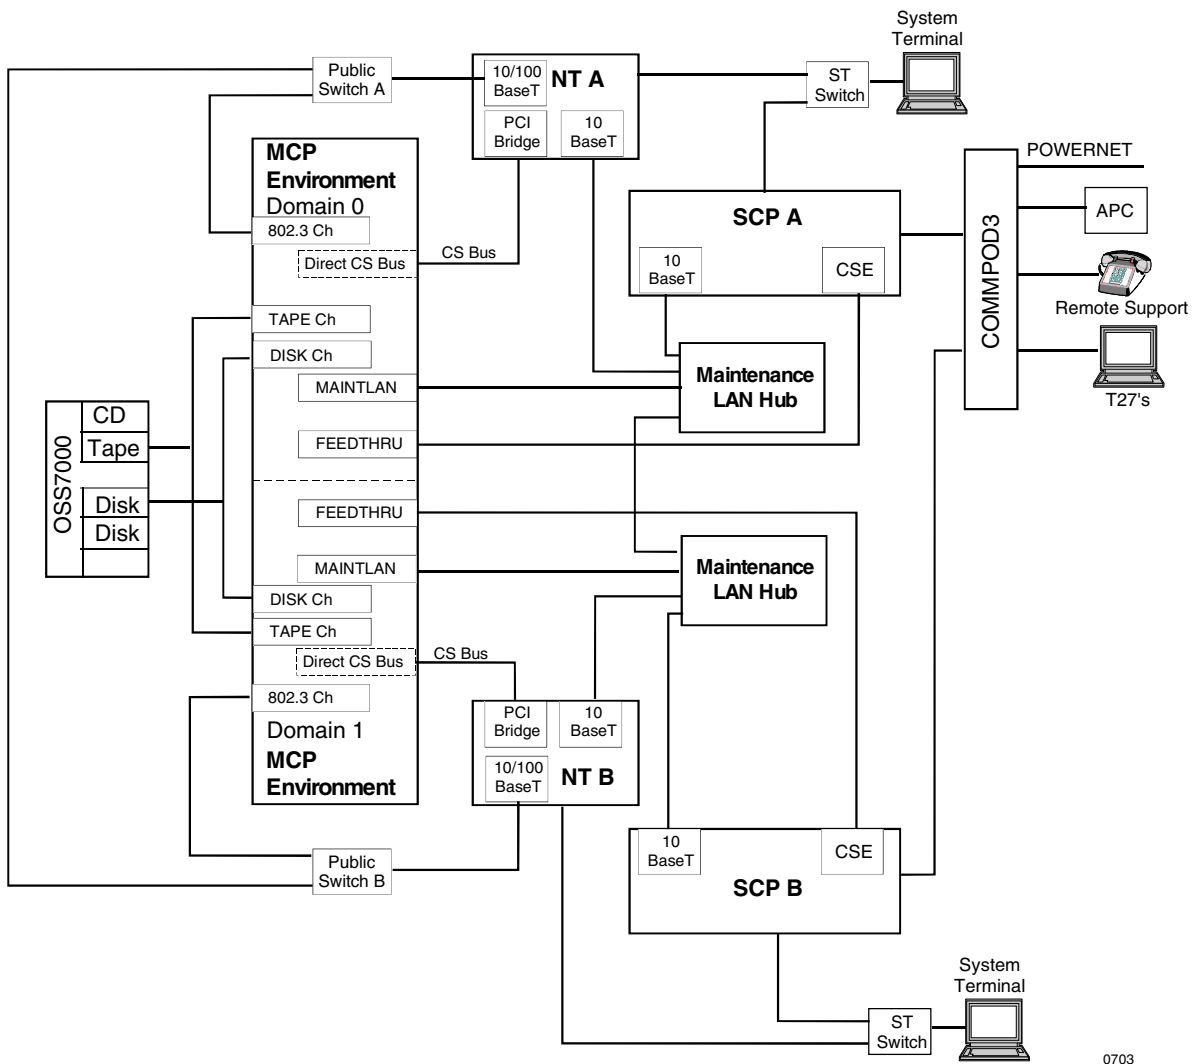 System
Terminal
Public
Switch A
10/100
BaseT
NT A
PCI
Bridge
10
BaseT
ST
Switch
MCP
Environment
Domain 0
802.3 Ch
Direct CS Bus
CS Bus
TAPE Ch
DISK Ch
MAINTLAN
FEEDTHRU
SCP A
10
BaseT
CSE
COMMPOD3
POWERNET
APC
Remote Support
T27's
Maintenance
LAN Hub
OSS7000
CD
Tape
Disk
Disk
FEEDTHRU
MAINTLAN
DISK Ch
TAPE Ch
Direct CS Bus
CS Bus
802.3 Ch
Domain 1
MCP
Environment
Maintenance
LAN Hub
PCI
Bridge
10
BaseT
10/100
BaseT
NT B
Public
Switch B
10
BaseT
CSE
SCP B
System
Terminal
ST
Switch
0703